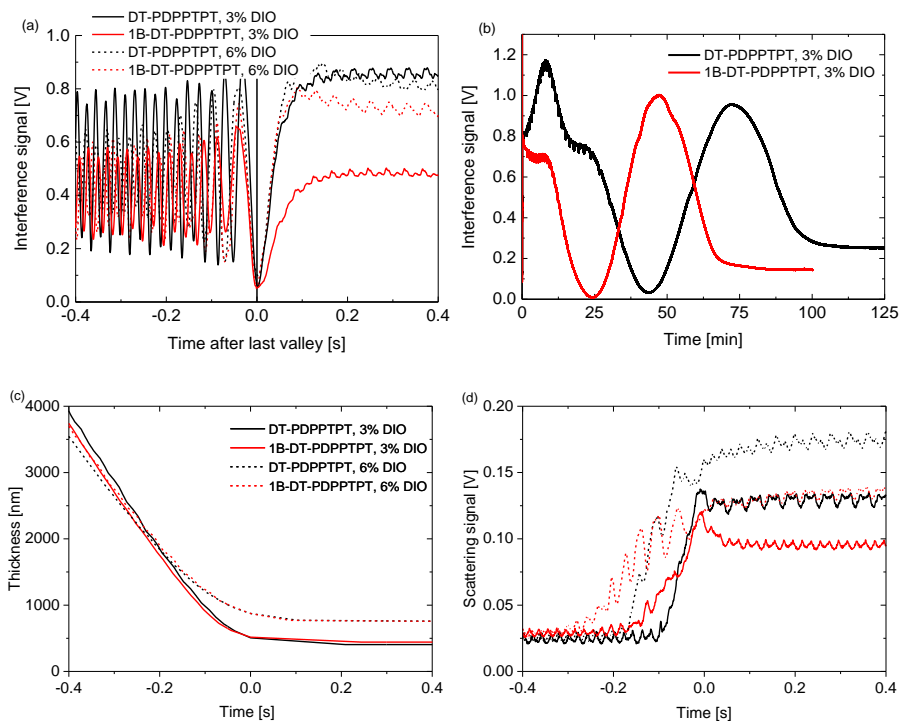 (a)
DT-PDPPTPT, 3% DIO
1B-DT-PDPPTPT, 3% DIO
DT-PDPPTPT, 6% DIO
1B-DT-PDPPTPT, 6% DIO
1.0
0.8
0.6
0.4
0.2
0.0
Interference signal [V]
-0.4 -0.2 0.0 0.2 0.4
Time after last valley [s]
(b)
DT-PDPPTPT, 3% DIO
1B-DT-PDPPTPT, 3% DIO
1.2
1.0
0.8
0.6
0.4
0.2
0.0
Interference signal [V]
0 25 50 75 100 125
Time [min]
(c)
DT-PDPPTPT, 3% DIO
1B-DT-PDPPTPT, 3% DIO
DT-PDPPTPT, 6% DIO
1B-DT-PDPPTPT, 6% DIO
4000
3000
2000
1000
0
Thickness [nm]
-0.4 -0.2 0.0 0.2 0.4
Time [s]
(d)
0.20
0.15
0.10
0.05
0.00
Scattering signal [V]
-0.4 -0.2 0.0 0.2 0.4
Time [s]